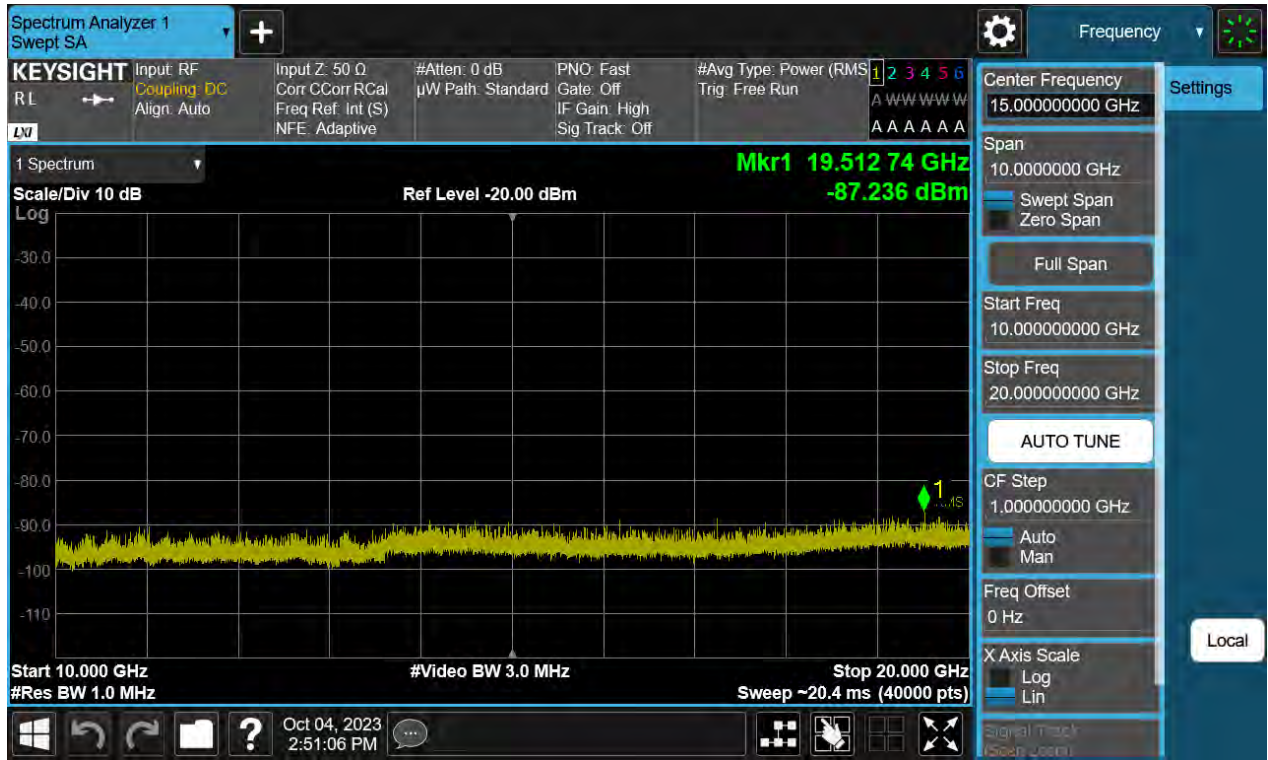 Spectrum Analyzer 1
Swept SA
Frequency
KEYSIGHT
RL
LXI
Input: RF
Coupling: DC
Align: Auto
Input Z: 50 Ω
Corr CCorr RCal
Freq Ref: Int (S)
NFE: Adaptive
#Atten: 0 dB
µW Path: Standard
PNO: Fast
Gate: Off
IF Gain: High
Sig Track: Off
#Avg Type: Power (RMS
Trig: Free Run
1 2 3 4 5 6
A W W W W W
A A A A A A
1 Spectrum
Mkr1 19.512 74 GHz
-87.236 dBm
Scale/Div 10 dB
Ref Level -20.00 dBm
Log
-30.0
-40.0
-50.0
-60.0
-70.0
-80.0
-90.0
-100
-110
1
Start 10.000 GHz
#Video BW 3.0 MHz
Stop 20.000 GHz
#Res BW 1.0 MHz
Sweep ~20.4 ms (40000 pts)
Oct 04, 2023
2:51:06 PM
Center Frequency
15.000000000 GHz
Settings
Span
10.0000000 GHz
Swept Span
Zero Span
Full Span
Start Freq
10.000000000 GHz
Stop Freq
20.000000000 GHz
AUTO TUNE
CF Step
1.000000000 GHz
Auto
Man
Freq Offset
0 Hz
X Axis Scale
Log
Lin
Local
Signal Track
(Span Zoom)